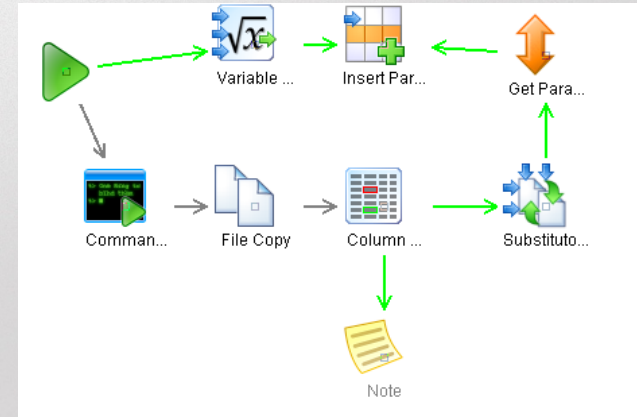 Variable ...
Insert Par...
Get Para...
Comman...
File Copy
Column ...
Substituto...
Note